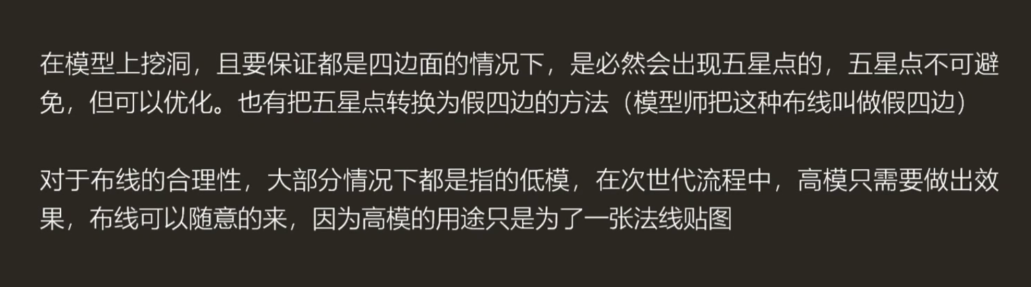 在模型上挖洞，且要保证都是四边面的情况下，是必然会出现五星点的，五星点不可避
免，但可以优化。也有把五星点转换为假四边的方法（模型师把这种布线叫做假四边）
对于布线的合理性，大部分情况下都是指的低模，在次世代流程中，高模只需要做出效
果，布线可以随意的来，因为高模的用途只是为了一张法线贴图